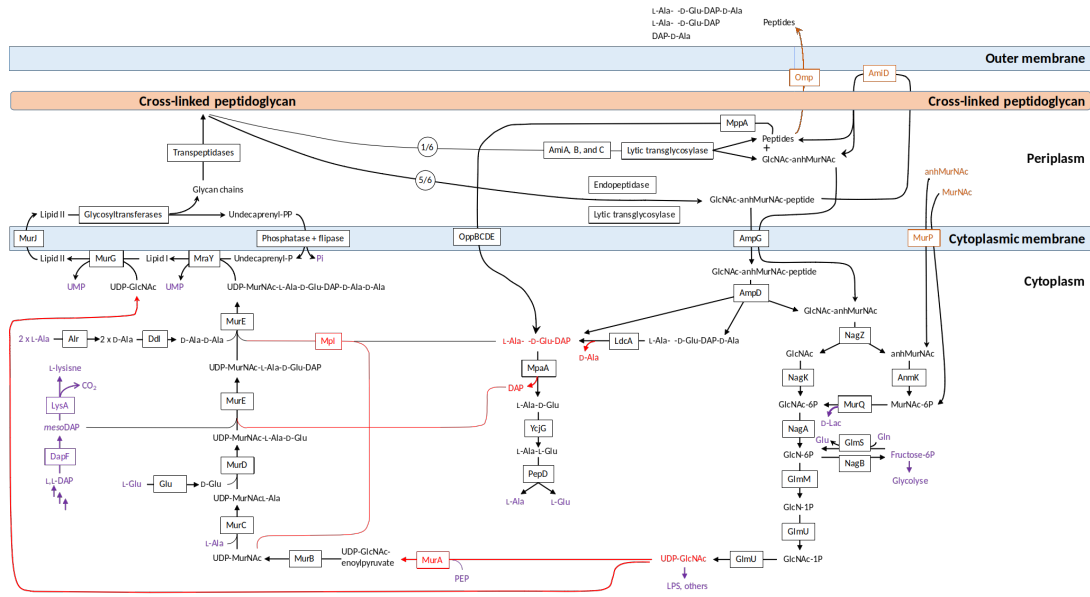 ʟ-Ala- -ᴅ-Glu-DAP-ᴅ-Ala
ʟ-Ala- -ᴅ-Glu-DAP
DAP-ᴅ-Ala
Peptides
Outer membrane
Omp
AmiD
Cross-linked peptidoglycan
Cross-linked peptidoglycan
MppA
Peptides
+
GlcNAc-anhMurNAc
1/6
AmiA, B, and C
Lytic transglycosylase
Transpeptidases
Periplasm
5/6
Endopeptidase
anhMurNAc
MurNAc
Glycan chains
GlcNAc-anhMurNAc-peptide
Lipid II
Glycosyltransferases
Undecaprenyl-PP
Lytic transglycosylase
MurJ
Phosphatase + flipase
OppBCDE
AmpG
MurP
Cytoplasmic membrane
Lipid II
MurG
Lipid I
MraY
Undecaprenyl-P
Pi
UMP
UDP-GlcNAc
UMP
UDP-MurNAc-ʟ-Ala-ᴅ-Glu-DAP-ᴅ-Ala-ᴅ-Ala
GlcNAc-anhMurNAc-peptide
Cytoplasm
AmpD
GlcNAc-anhMurNAc
MurE
2 x ʟ-Ala
Alr
2 x ᴅ-Ala
Ddl
ᴅ-Ala-ᴅ-Ala
Mpl
ʟ-Ala- -ᴅ-Glu-DAP
LdcA
ʟ-Ala- -ᴅ-Glu-DAP-ᴅ-Ala
NagZ
ᴅ-Ala
GlcNAc
anhMurNAc
ʟ-lysisne
UDP-MurNAc-ʟ-Ala-ᴅ-Glu-DAP
MpaA
NagK
AnmK
CO2
DAP
LysA
MurE
ʟ-Ala-ᴅ-Glu
GlcNAc-6P
MurQ
MurNAc-6P
ᴅ-Lac
mesoDAP
YcjG
NagA
UDP-MurNAc-ʟ-Ala-ᴅ-Glu
Glu
GlmS
Gln
DapF
ʟ-Ala-ʟ-Glu
GlcN-6P
Fructose-6P
MurD
NagB
ʟ,ʟ-DAP
PepD
GlmM
Glycolyse
ʟ-Glu
Glu
ᴅ-Glu
UDP-MurNAcʟ-Ala
ʟ-Ala
ʟ-Glu
GlcN-1P
MurC
GlmU
ʟ-Ala
UDP-MurNAc
MurB
UDP-GlcNAc-
enoylpyruvate
MurA
UDP-GlcNAc
GlmU
GlcNAc-1P
PEP
LPS, others